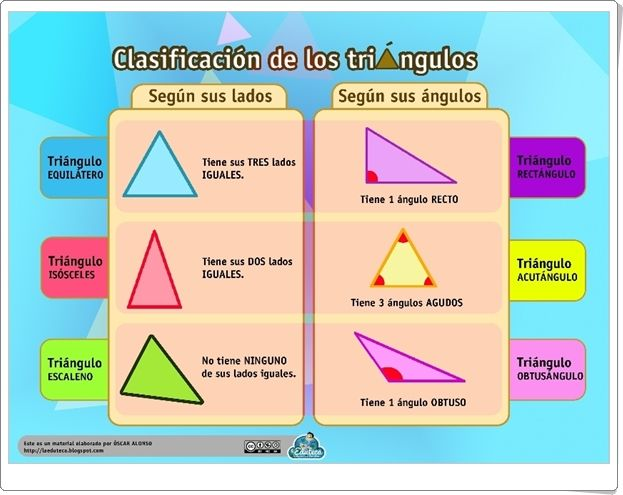 Clasificación de los triÁngulos
Según sus lados
Según sus ángulos
Triángulo
EQUILÁTERO
Tiene sus TRES lados
IGUALES.
Tiene 1 ángulo RECTO
Triángulo
RECTÁNGULO
Triángulo
ISÓSCELES
Tiene sus DOS lados
IGUALES.
Tiene 3 ángulos AGUDOS
Triángulo
ACUTÁNGULO
Triángulo
ESCALENO
No tiene NINGUNO
de sus lados iguales.
Tiene 1 ángulo OBTUSO
Triángulo
OBTUSÁNGULO
Este es un material elaborado por ÓSCAR ALONSO
http://laeduteca.blogspot.com
la Eduteca